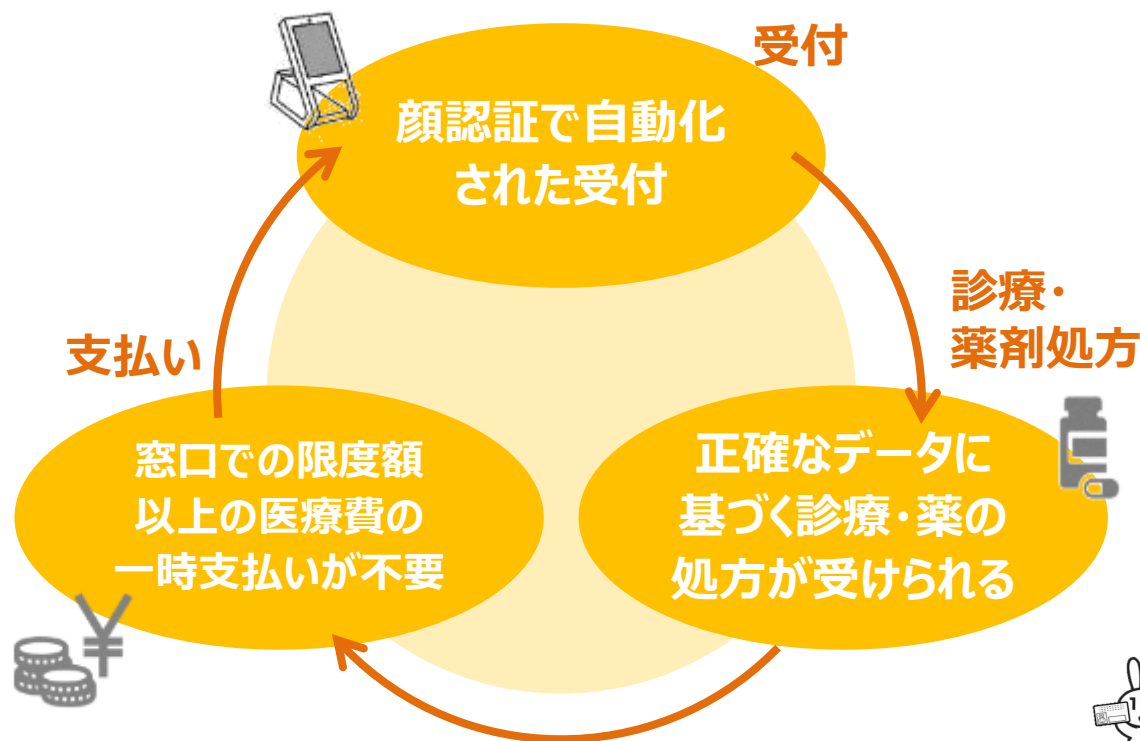 受付
顔認証で自動化
された受付
診療・
薬剤処方
正確なデータに
基づく診療・薬の
処方が受けられる
支払い
窓口での限度額
以上の医療費の
一時支払いが不要
¥